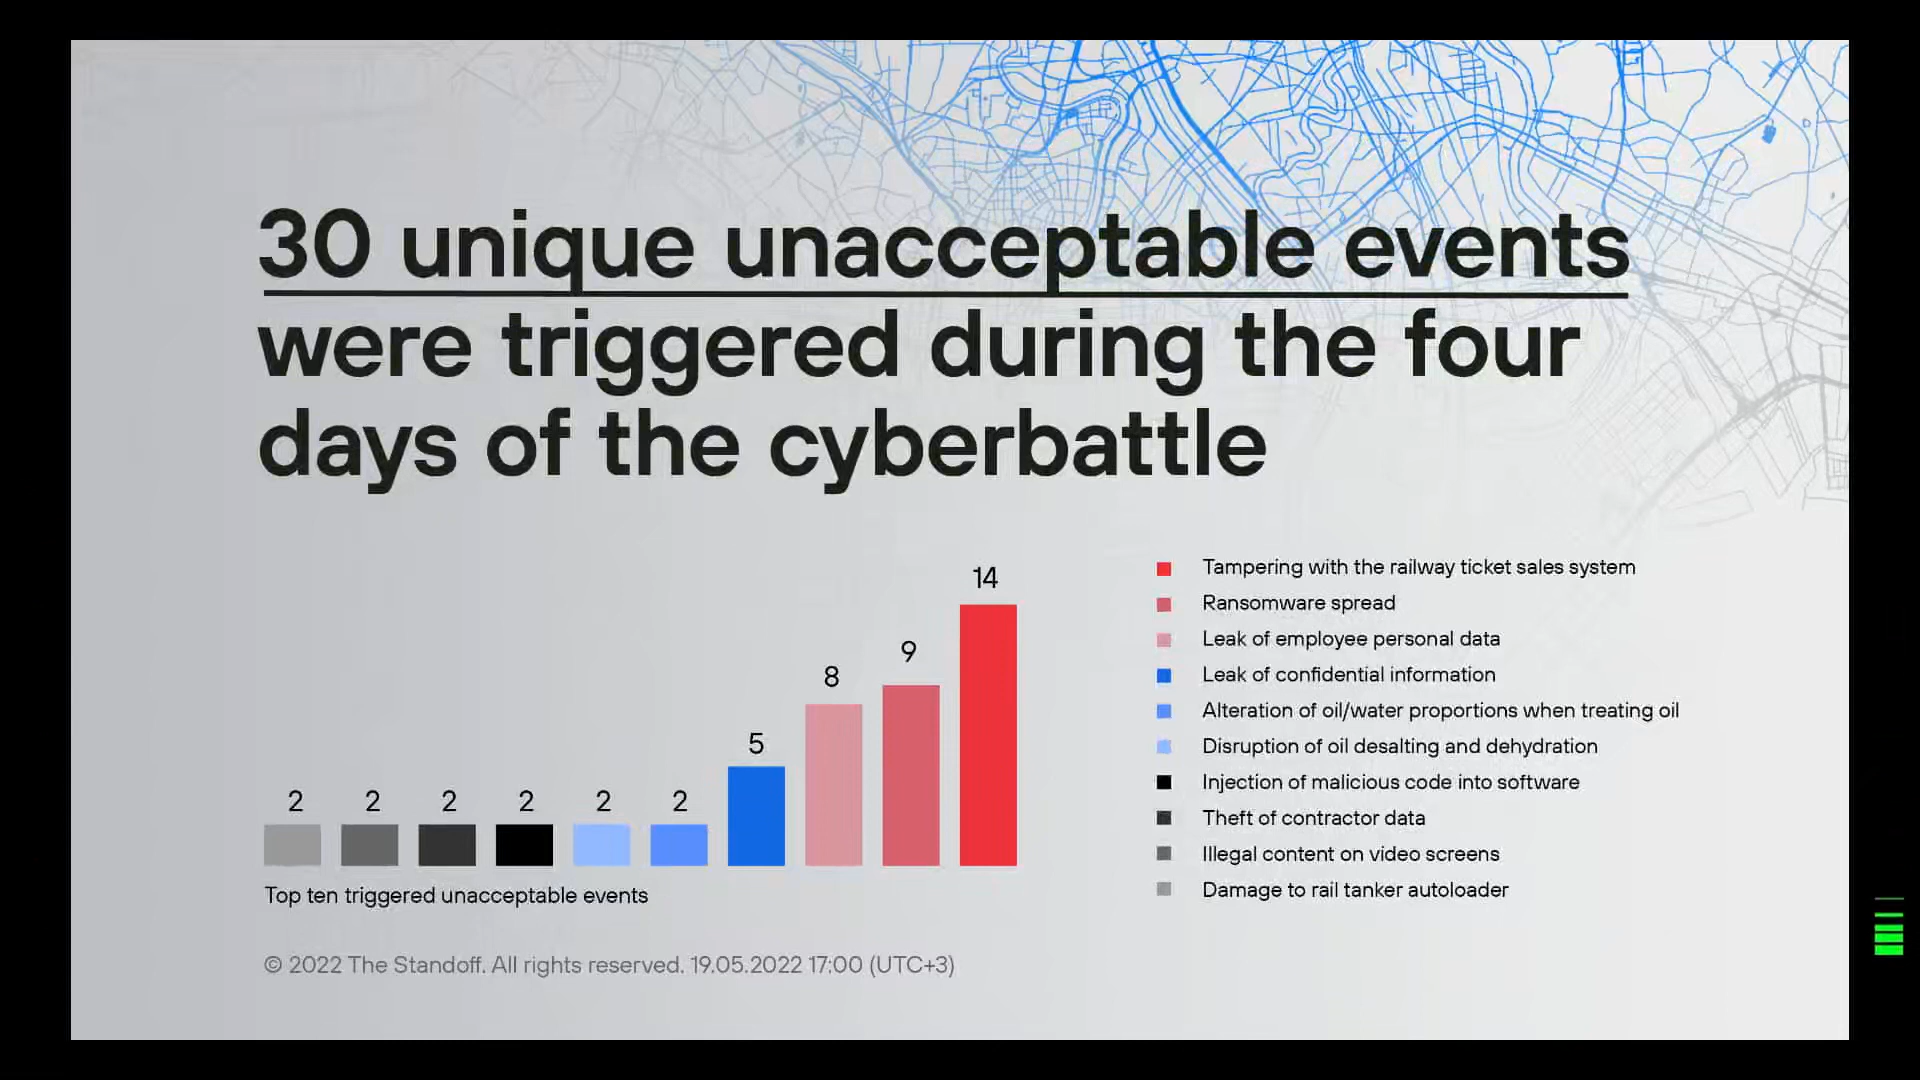 30 unique unacceptable events
were triggered during the four
days of the cyberbattle
2
2
2
2
2
2
5
8
9
14
Top ten triggered unacceptable events
Tampering with the railway ticket sales system
Ransomware spread
Leak of employee personal data
Leak of confidential information
Alteration of oil/water proportions when treating oil
Disruption of oil desalting and dehydration
Injection of malicious code into software
Theft of contractor data
Illegal content on video screens
Damage to rail tanker autoloader
© 2022 The Standoff. All rights reserved. 19.05.2022 17:00 (UTC+3)